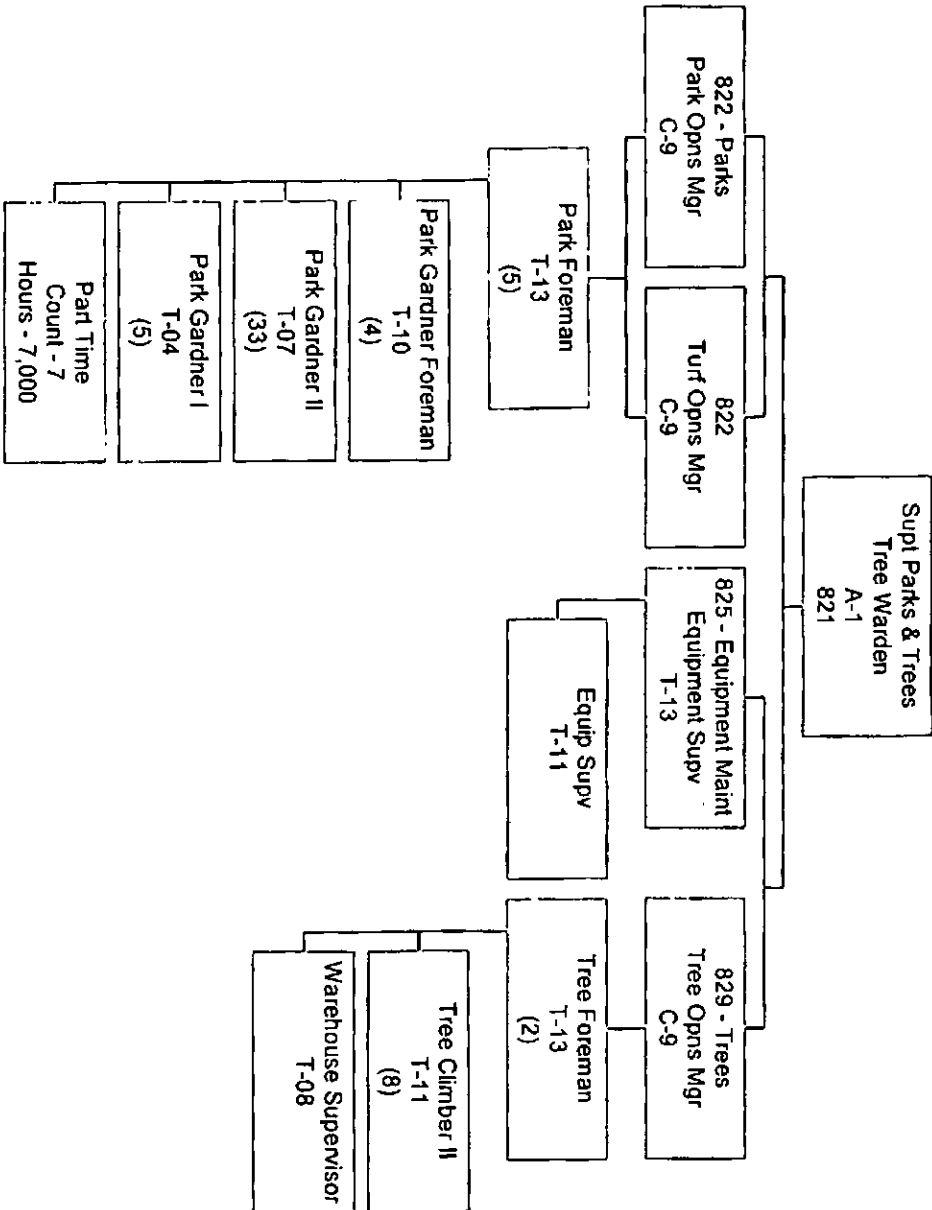 Supt Parks & Trees
Tree Warden
A-1
821
822 - Parks
Park Opns Mgr
C-9
822
Turf Opns Mgr
C-9
825 - Equipment Maint
Equipment Supv
T-13
829 - Trees
Tree Opns Mgr
C-9
Park Foreman
T-13
(5)
Equip Supv
T-11
Tree Foreman
T-13
(2)
Park Gardner Foreman
T-10
(4)
Park Gardner II
T-07
(33)
Park Gardner I
T-04
(5)
Part Time
Count - 7
Hours - 7,000
Tree Climber II
T-11
(8)
Warehouse Supervisor
T-08